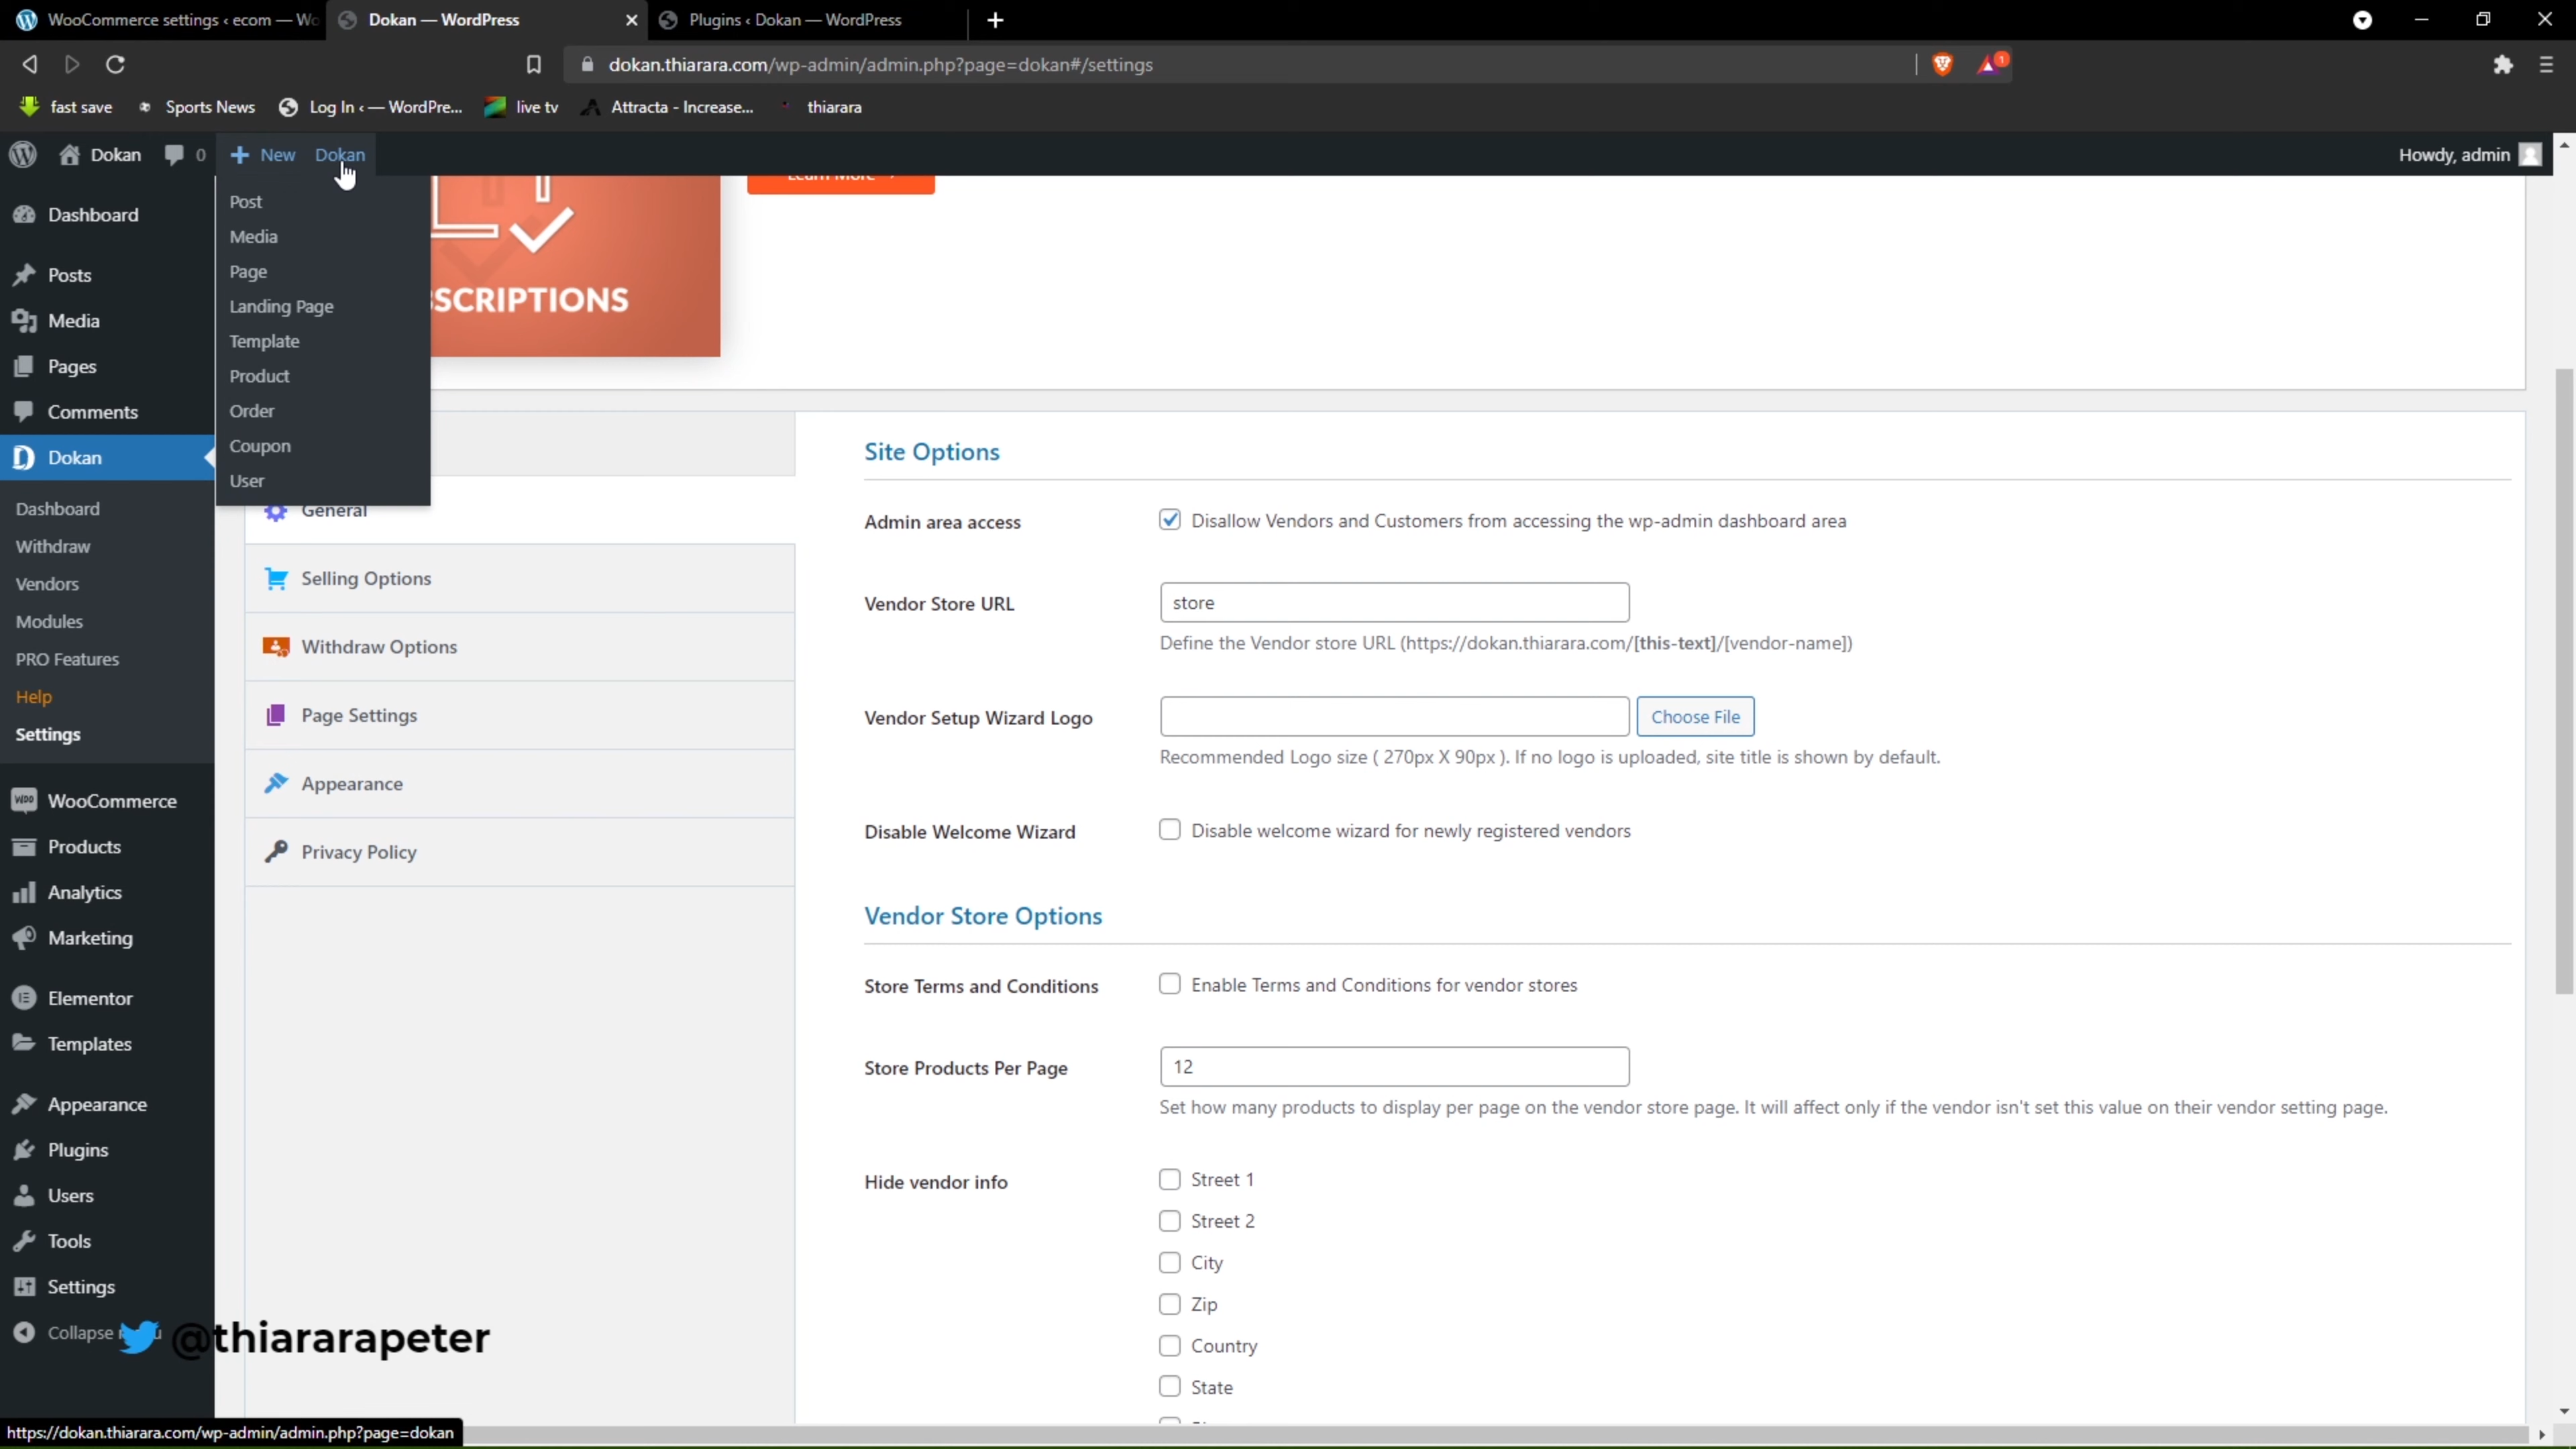 WooCommerce settings ‹ ecom — Wo
Dokan — WordPress
Plugins ‹ Dokan — WordPress
dokan.thiarara.com/wp-admin/admin.php?page=dokan#/settings
1
fast save
Sports News
Log In ‹ — WordPre...
live tv
Attracta - Increase...
thiarara
Dokan
0
New
Dokan
Howdy, admin
Dashboard
Posts
Media
Pages
Comments
Dokan
Dashboard
Withdraw
Vendors
Modules
PRO Features
Help
Settings
WooCommerce
Products
Analytics
Marketing
Elementor
Templates
Appearance
Plugins
Users
Tools
Settings
Collapse
Post
Media
Page
Landing Page
Template
Product
Order
Coupon
User
Learn More
SCRIPTIONS
General
Selling Options
Withdraw Options
Page Settings
Appearance
Privacy Policy
Site Options
Admin area access
Disallow Vendors and Customers from accessing the wp-admin dashboard area
Vendor Store URL
store
Define the Vendor store URL (https://dokan.thiarara.com/[this-text]/[vendor-name])
Vendor Setup Wizard Logo
Choose File
Recommended Logo size ( 270px X 90px ). If no logo is uploaded, site title is shown by default.
Disable Welcome Wizard
Disable welcome wizard for newly registered vendors
Vendor Store Options
Store Terms and Conditions
Enable Terms and Conditions for vendor stores
Store Products Per Page
12
Set how many products to display per page on the vendor store page. It will affect only if the vendor isn't set this value on their vendor setting page.
Hide vendor info
Street 1
Street 2
City
Zip
Country
State
@thiararapeter
https://dokan.thiarara.com/wp-admin/admin.php?page=dokan